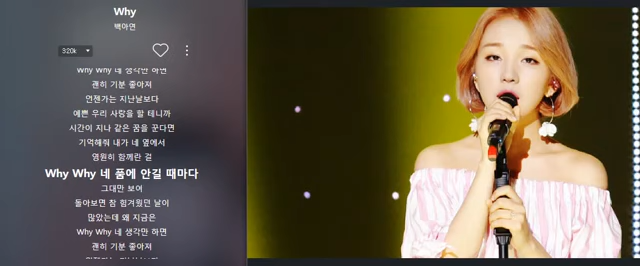 Why
백아연
320k
Why Why 네 생각만 하면
괜히 기분 좋아져
언젠가는 지난날보다
예쁜 우리 사랑을 할 테니까
시간이 지나 같은 꿈을 꾼다면
기억해줘 내가 네 옆에서
영원히 함께란 걸
Why Why 네 품에 안길 때마다
그대만 보여
돌아보면 참 힘겨웠던 날이
많았는데 왜 지금은
Why Why 네 생각만 하면
괜히 기분 좋아져